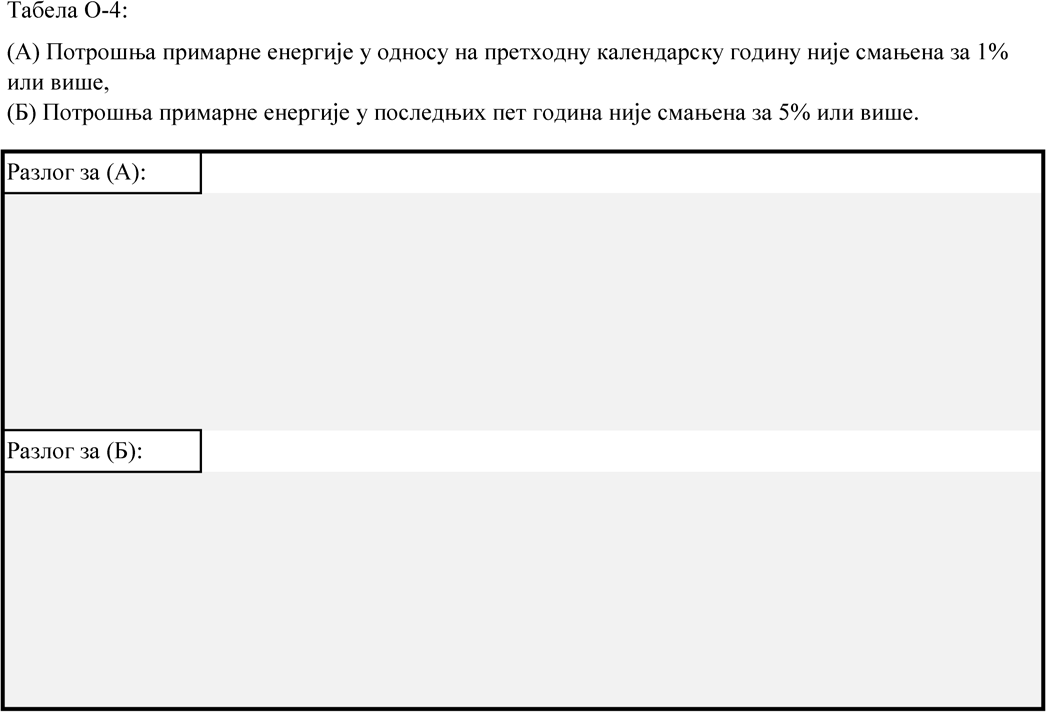 Табела О-4:
(А) Потрошња примарне енергије у односу на претходну календарску годину није смањена за 1%
или више,
(Б) Потрошња примарне енергије у последњих пет година није смањена за 5% или више.
Разлог за (А):
Разлог за (Б):